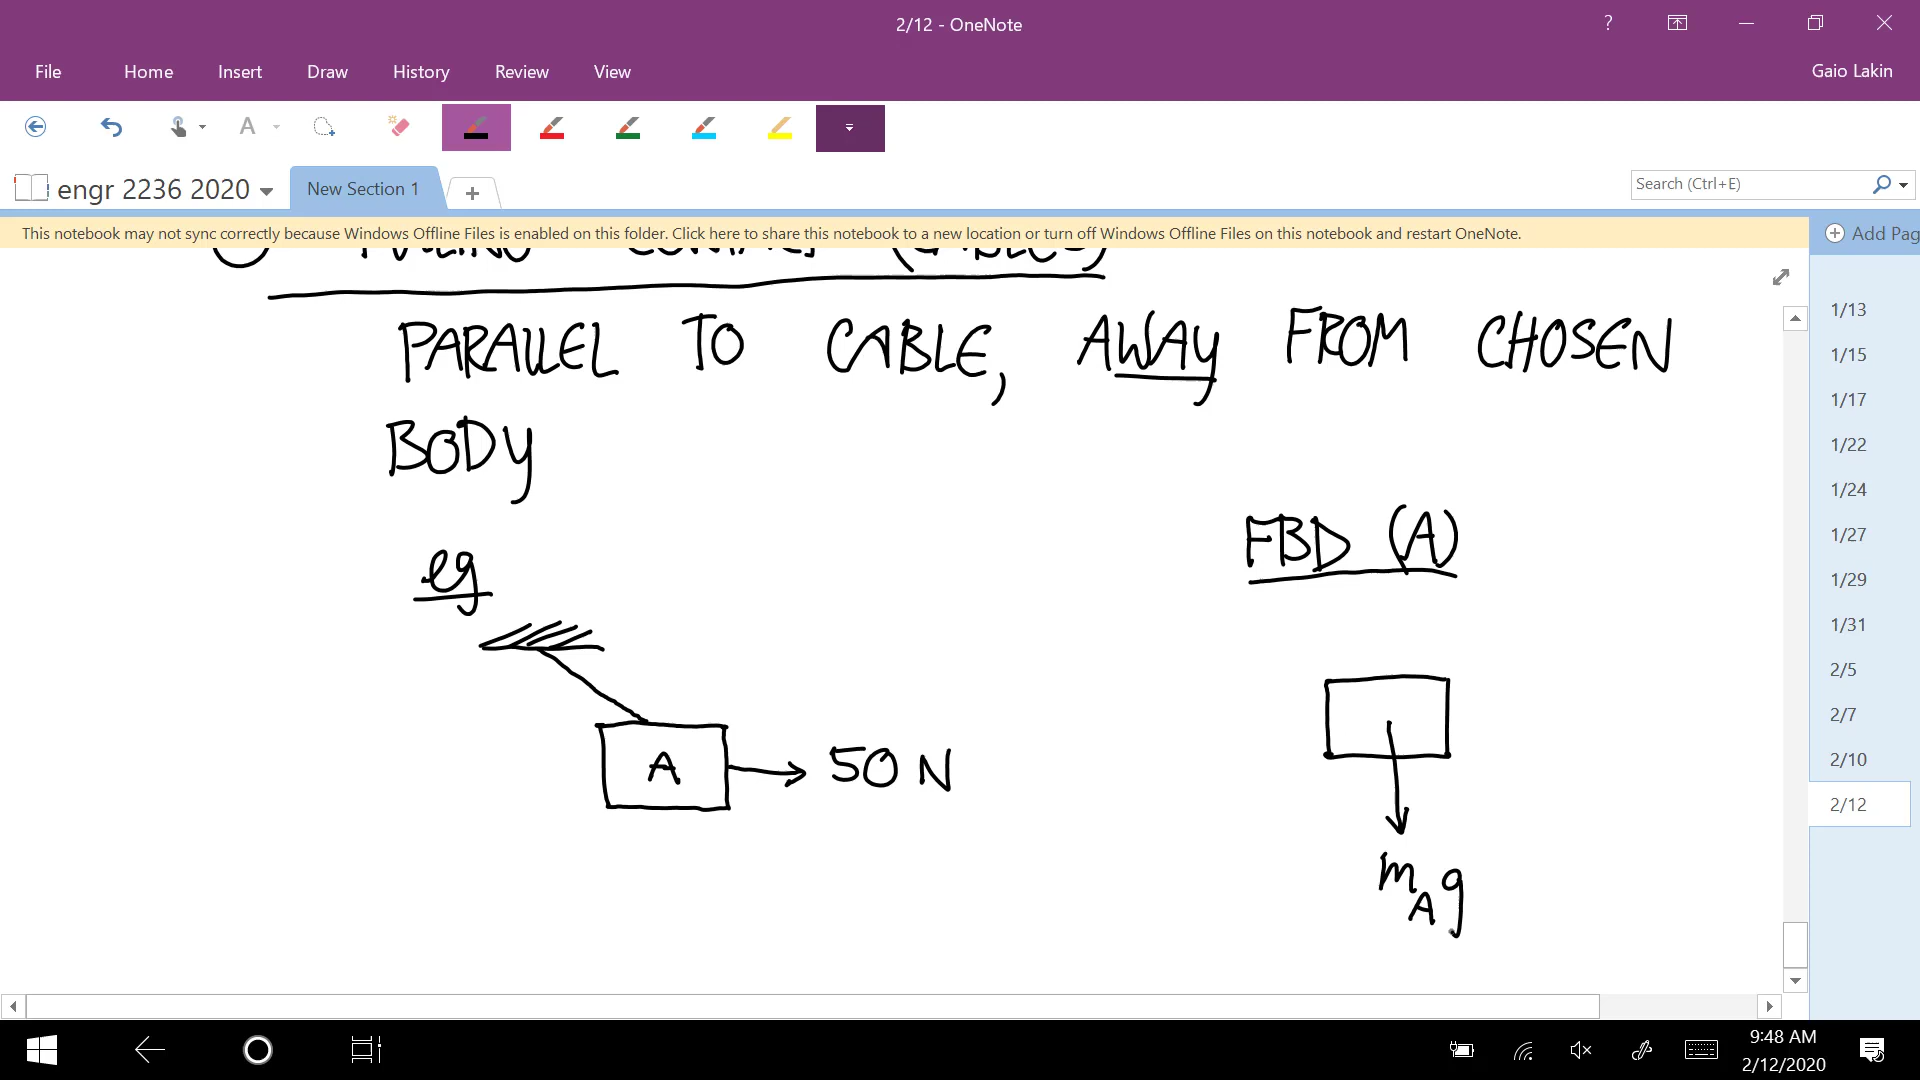 2/12 - OneNote
?
File Home Insert Draw History Review View
Gaio Lakin
A
engr 2236 2020
New Section 1
+
Search (Ctrl+E)
This notebook may not sync correctly because Windows Offline Files is enabled on this folder. Click here to share this notebook to a new location or turn off Windows Offline Files on this notebook and restart OneNote.
Add Pag
PARALLEL TO CABLE, AWAY FROM CHOSEN
BODY
eg
A
50 N
FBD (A)
mAg
1/13
1/15
1/17
1/22
1/24
1/27
1/29
1/31
2/5
2/7
2/10
2/12
9:48 AM
2/12/2020